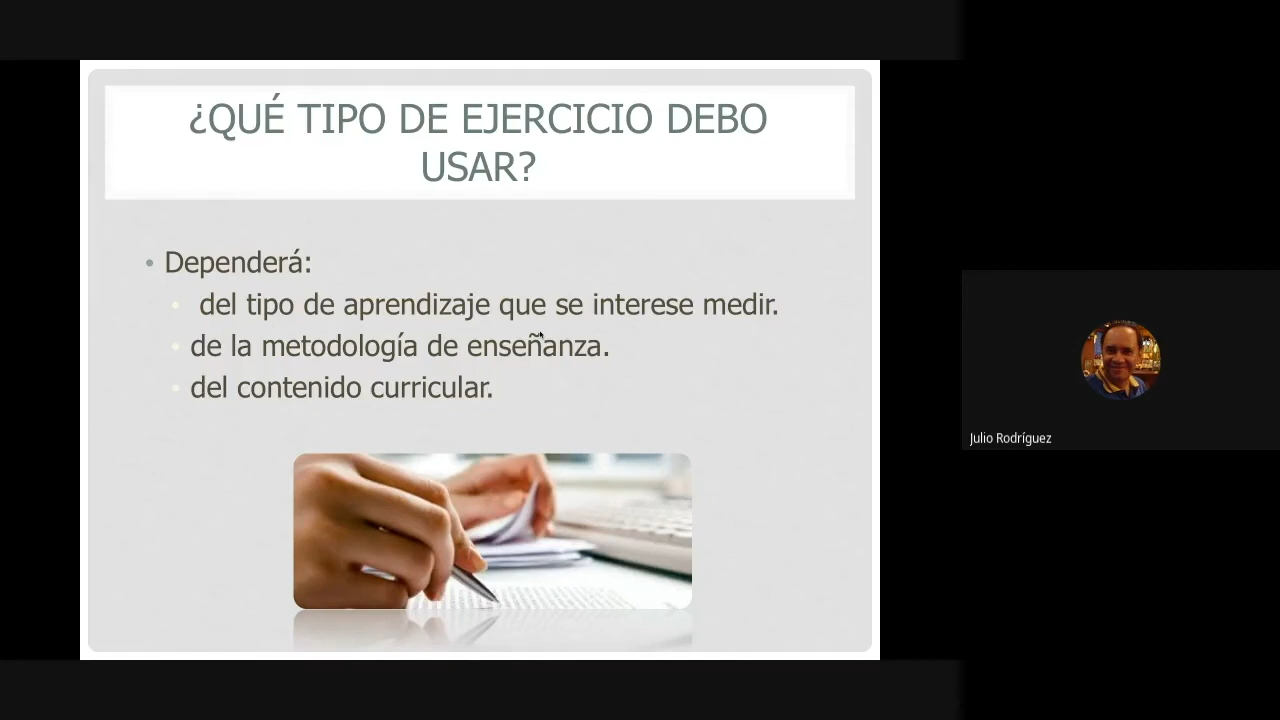 ¿QUÉ TIPO DE EJERCICIO DEBO
USAR?
• Dependerá:
• del tipo de aprendizaje que se interese medir.
• de la metodología de enseñanza.
• del contenido curricular.
Julio Rodríguez